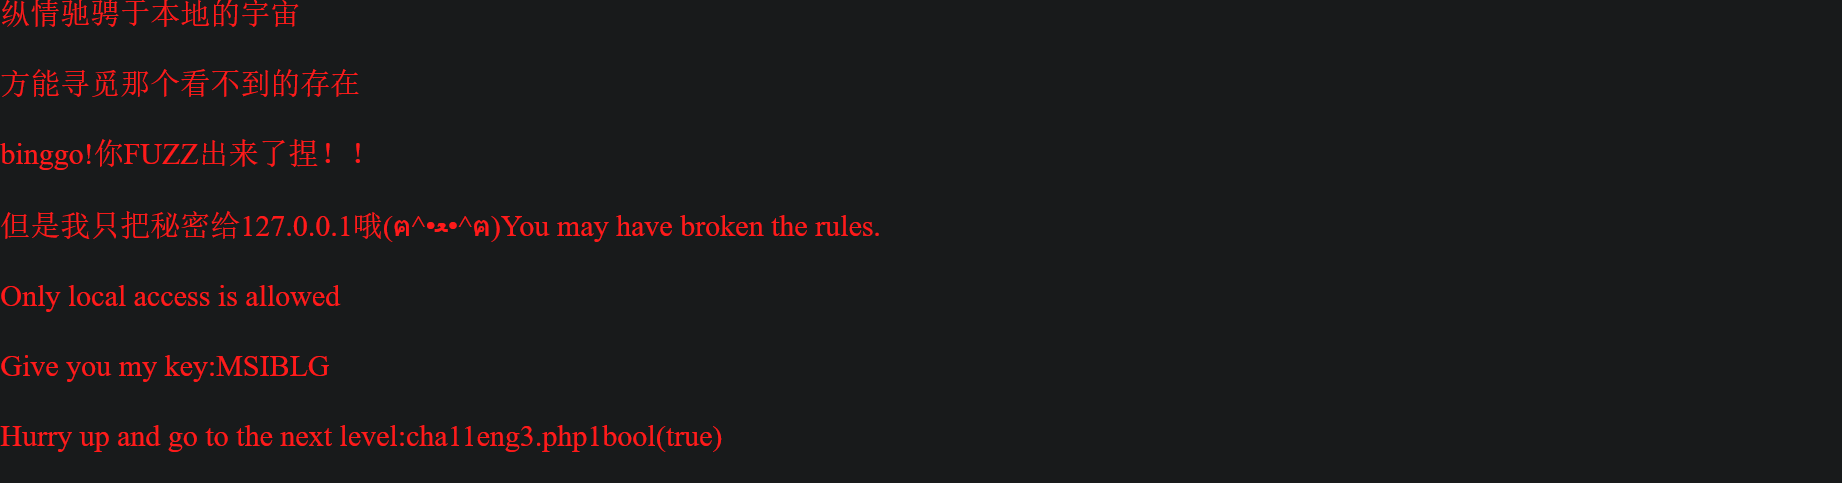 纵情驰骋于本地的宇宙
方能寻觅那个看不到的存在
binggo!你FUZZ出来了捏！！
但是我只把秘密给127.0.0.1哦(ฅ^•ﻌ•^ฅ)You may have broken the rules.
Only local access is allowed
Give you my key:MSIBLG
Hurry up and go to the next level:cha11eng3.php1bool(true)